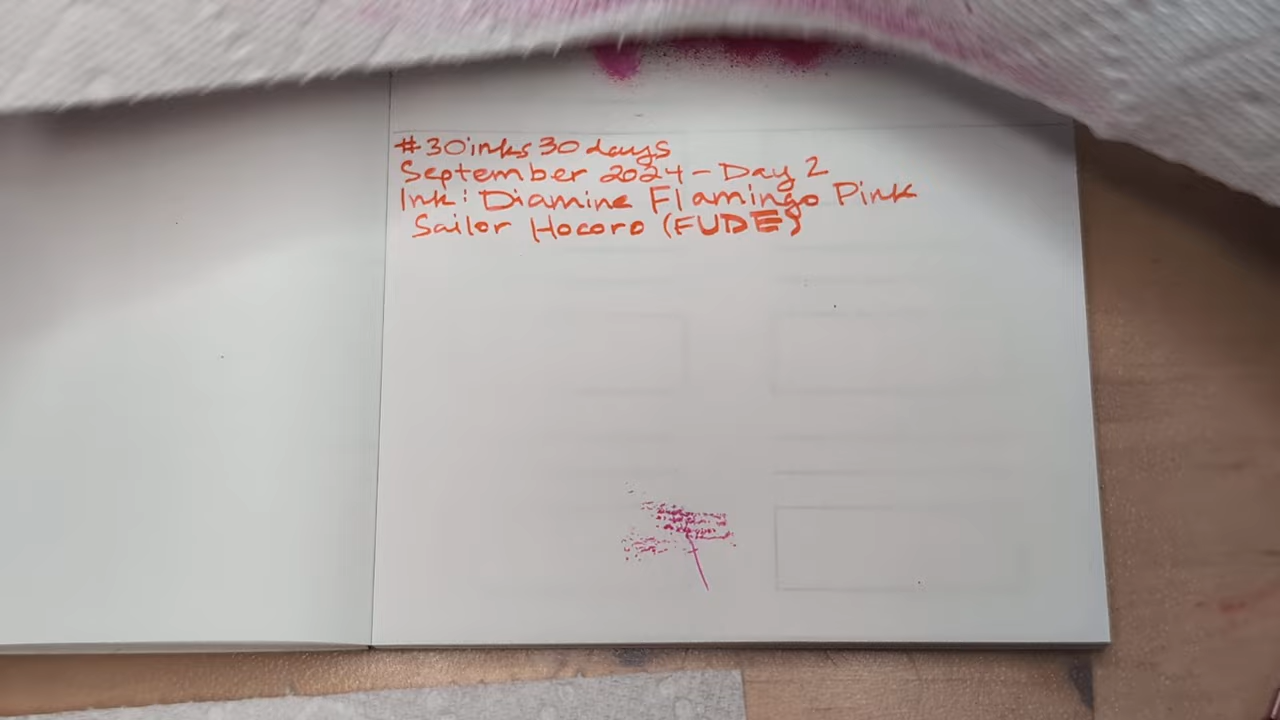 #30inks30days
September 2024 - Day 2
Ink: Diamine Flamingo Pink
Sailor Hocoro (FUDE)